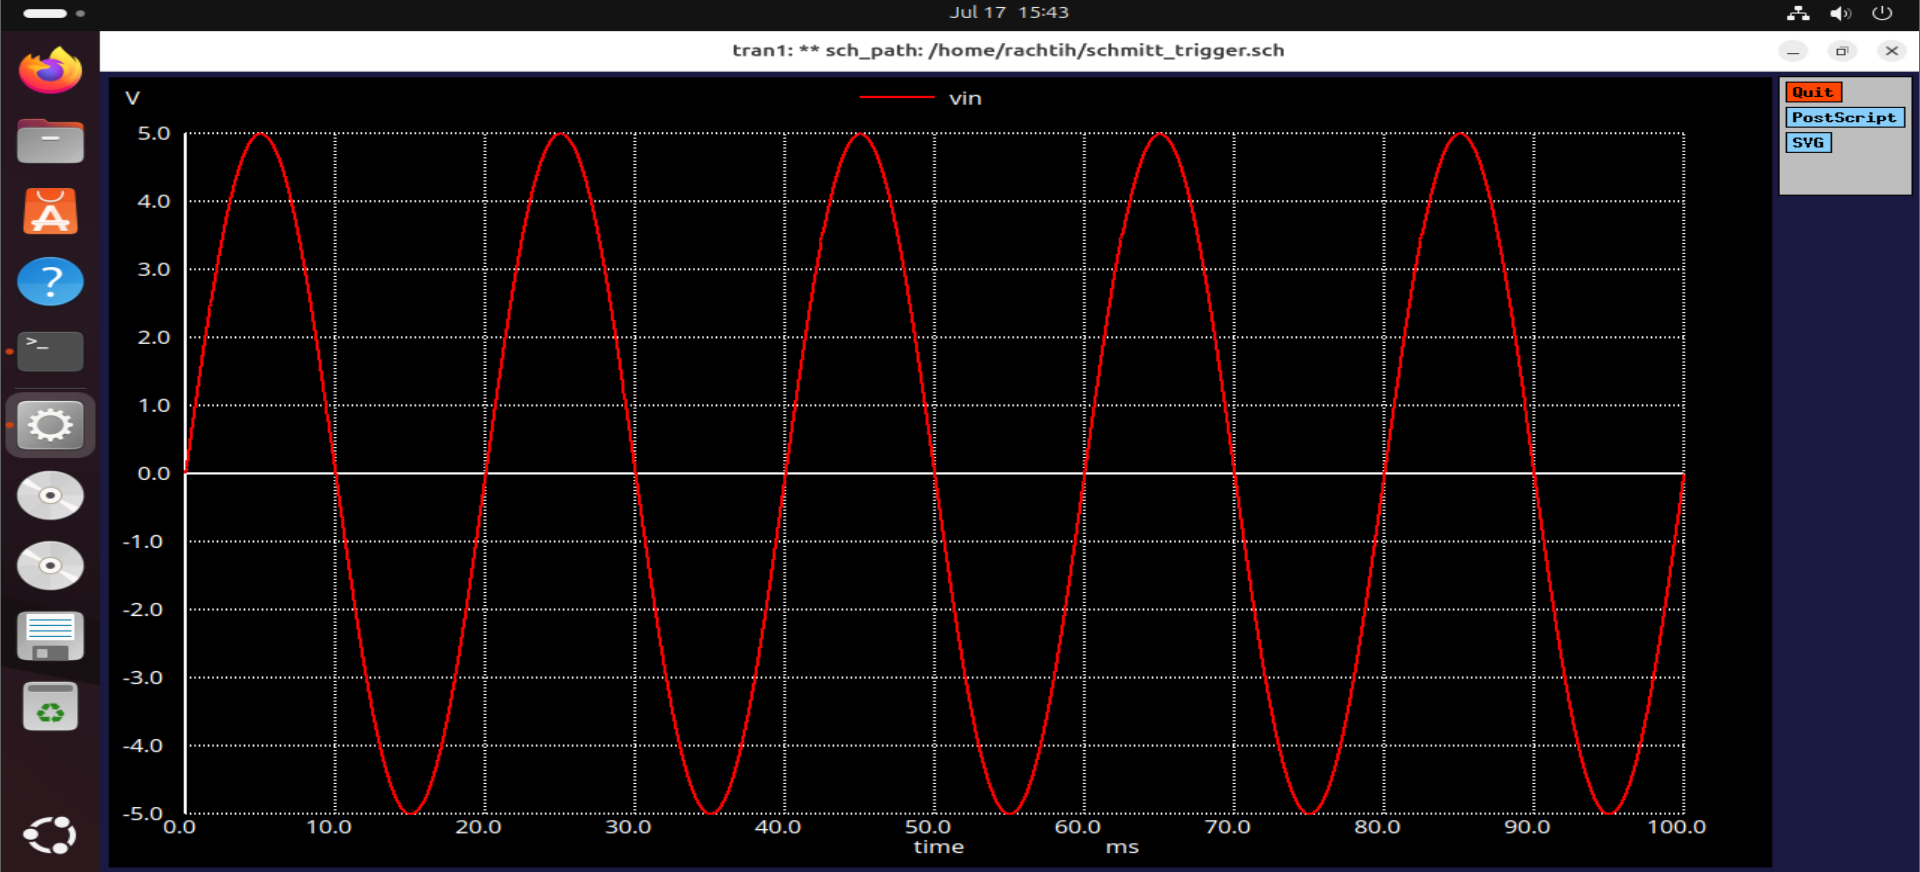 Jul 17 15:43
tran1: ** sch_path: /home/rachtih/schmitt_trigger.sch
V
vin
Quit
PostScript
SVG
5.0
4.0
3.0
2.0
1.0
0.0
-1.0
-2.0
-3.0
-4.0
-5.0
0.0 10.0 20.0 30.0 40.0 50.0 60.0 70.0 80.0 90.0 100.0
time ms